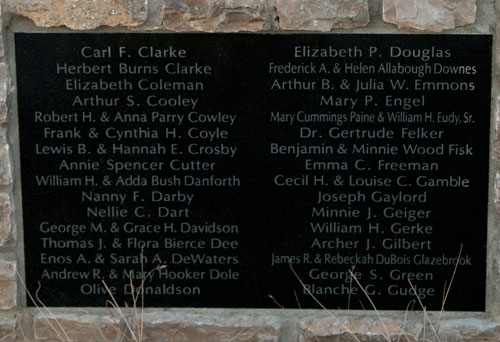 Carl F. Clarke
Herbert Burns Clarke
Elizabeth Coleman
Arthur S. Cooley
Robert H. & Anna Parry Cowley
Frank & Cynthia H. Coyle
Lewis B. & Hannah E. Crosby
Annie Spencer Cutter
William H. & Adda Bush Danforth
Nanny F. Darby
Nellie C. Dart
George M. & Grace H. Davidson
Thomas J. & Flora Bierce Dee
Enos A. & Sarah A. DeWaters
Andrew R. & Mary Hooker Dole
Olive Donaldson
Elizabeth P. Douglas
Frederick A. & Helen Allabough Downes
Arthur B. & Julia W. Emmons
Mary P. Engel
Mary Cummings Paine & William H. Eudy, Sr.
Dr. Gertrude Felker
Benjamin & Minnie Wood Fisk
Emma C. Freeman
Cecil H. & Louise C. Gamble
Joseph Gaylord
Minnie J. Geiger
William H. Gerke
Archer J. Gilbert
James R. & Rebeckah DuBois Glazebrook
George S. Green
Blanche G. Gudge